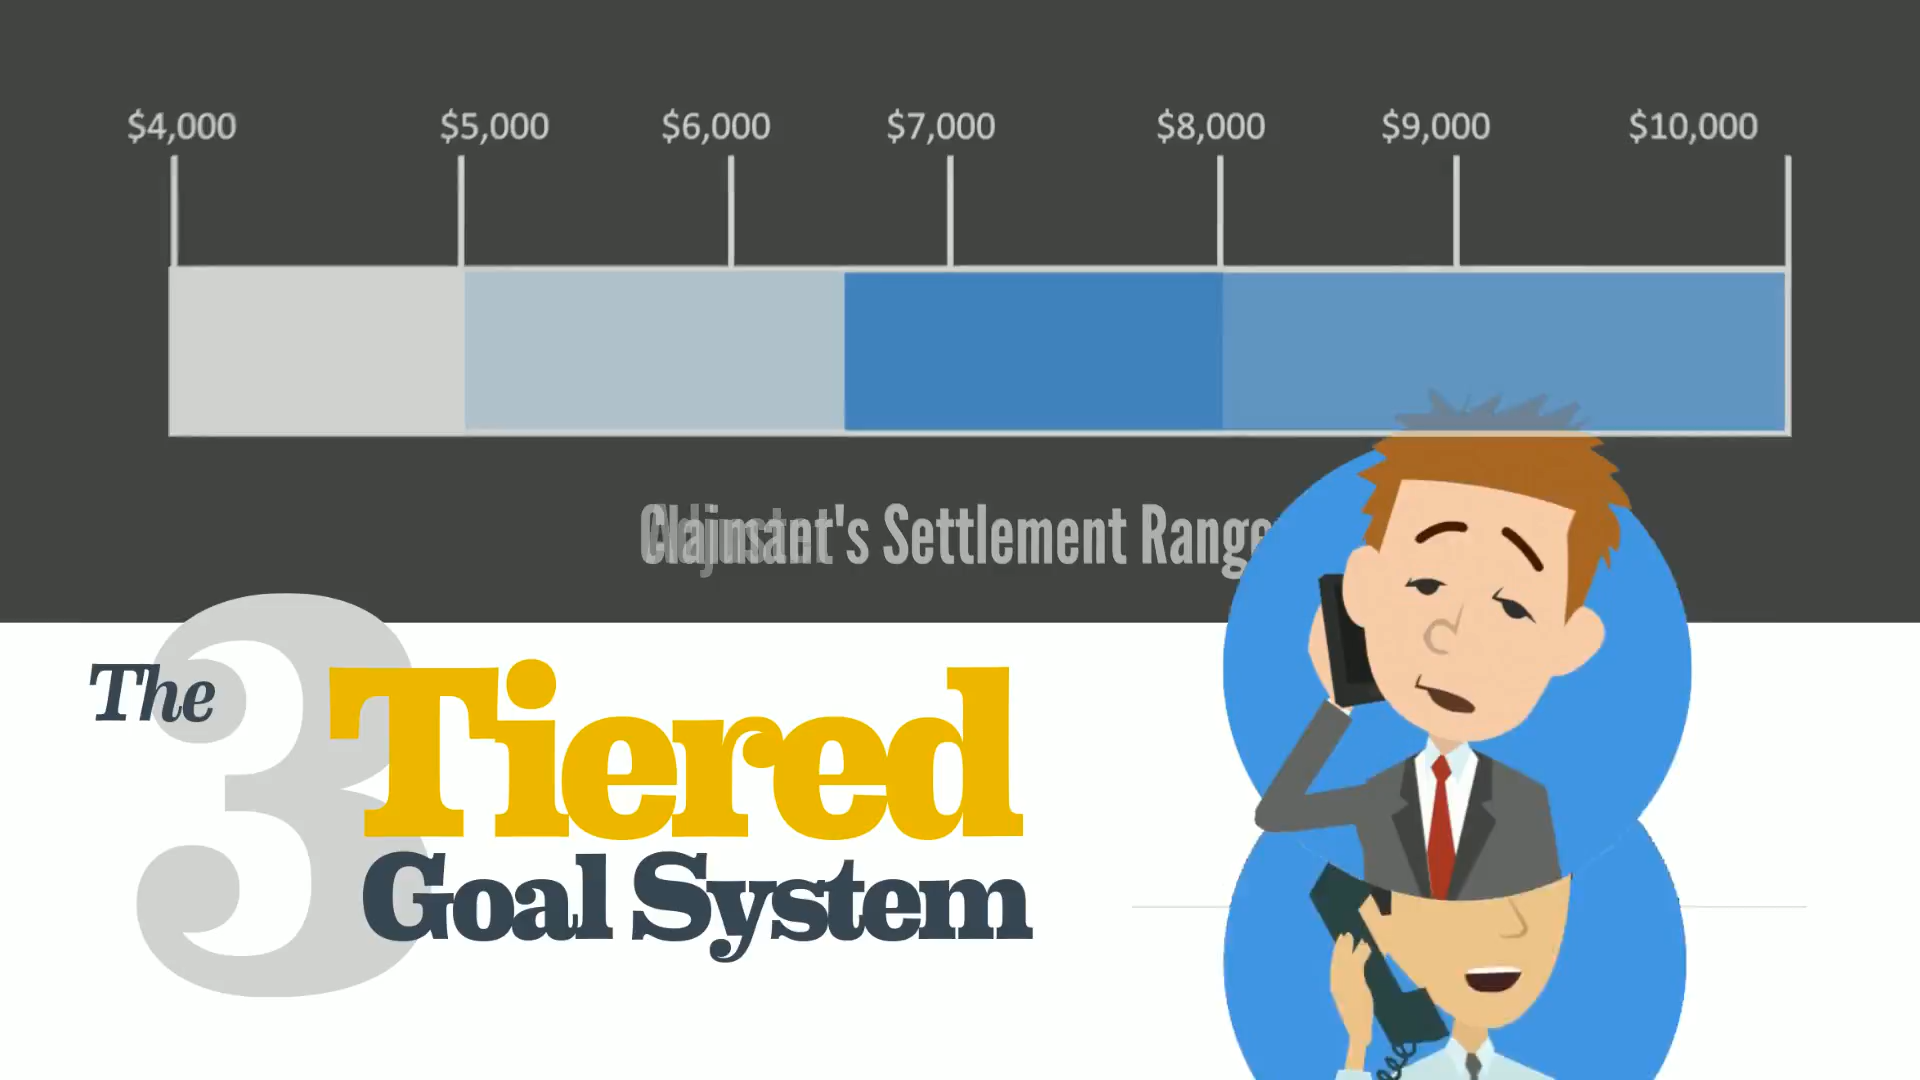 $4,000 $5,000 $6,000 $7,000 $8,000 $9,000 $10,000
Settlement Range
The 3 Tiered
Goal System